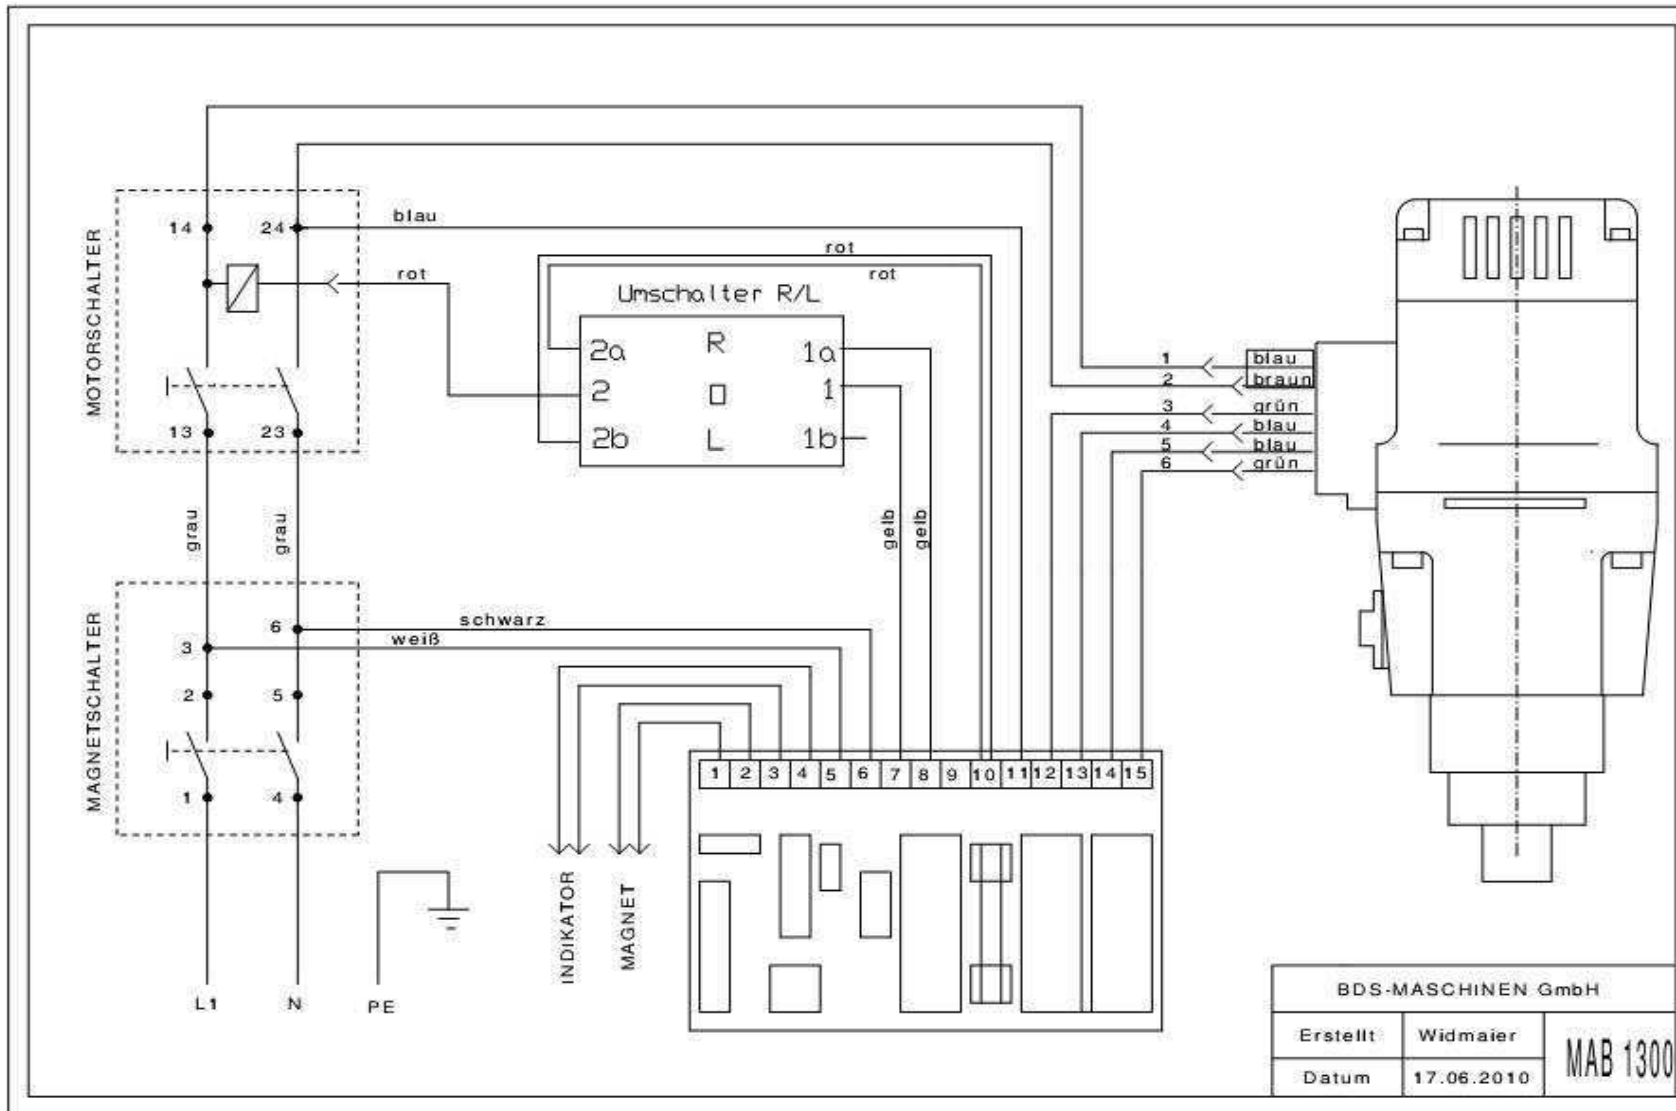 MOTORSCHALTER
14
24
13
23
blau
rot
rot
rot
Umschalter R/L
2a R 1a
2 0 1
2b L 1b
1 blau
2 braun
3 grün
4 blau
5 blau
6 grün
grau
grau
gelb
gelb
MAGNETSCHALTER
6
3
2
5
1
4
schwarz
weiß
INDIKATOR
MAGNET
1 2 3 4 5 6 7 8 9 10 11 12 13 14 15
L1
N
PE
BDS-MASCHINEN GmbH
Erstellt Widmaier
Datum 17.06.2010
MAB 1300